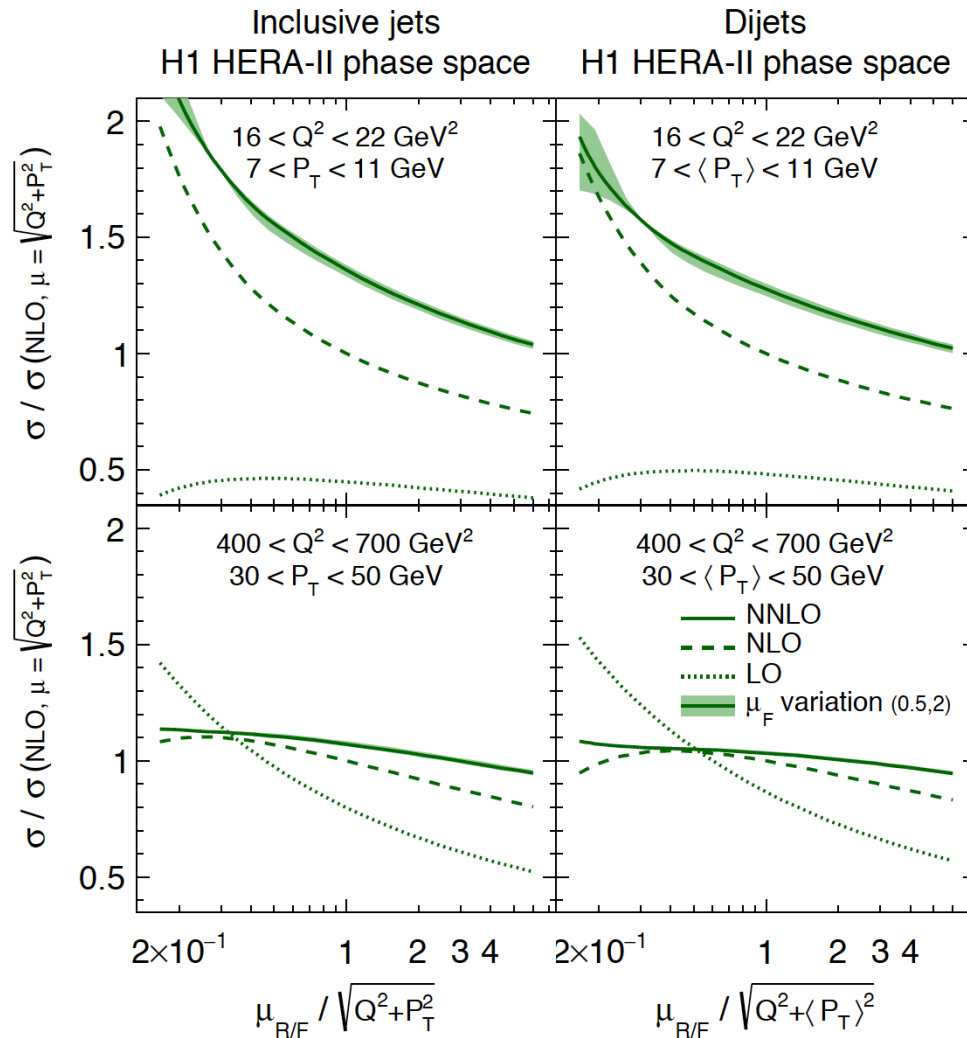 Inclusive jets
H1 HERA-II phase space
Dijets
H1 HERA-II phase space
σ / σ (NLO, μ = √Q²+P_T²)
2
1.5
1
0.5
16 < Q² < 22 GeV²
7 < P_T < 11 GeV
16 < Q² < 22 GeV²
7 < ⟨ P_T ⟩ < 11 GeV
σ / σ (NLO, μ = √Q²+P_T²)
2
1.5
1
0.5
400 < Q² < 700 GeV²
30 < P_T < 50 GeV
400 < Q² < 700 GeV²
30 < ⟨ P_T ⟩ < 50 GeV
NNLO
NLO
LO
μ_F variation (0.5,2)
2×10⁻¹ 1 2 3 4
2×10⁻¹ 1 2 3 4
μ_R/F / √Q²+P_T²
μ_R/F / √Q²+⟨ P_T ⟩²